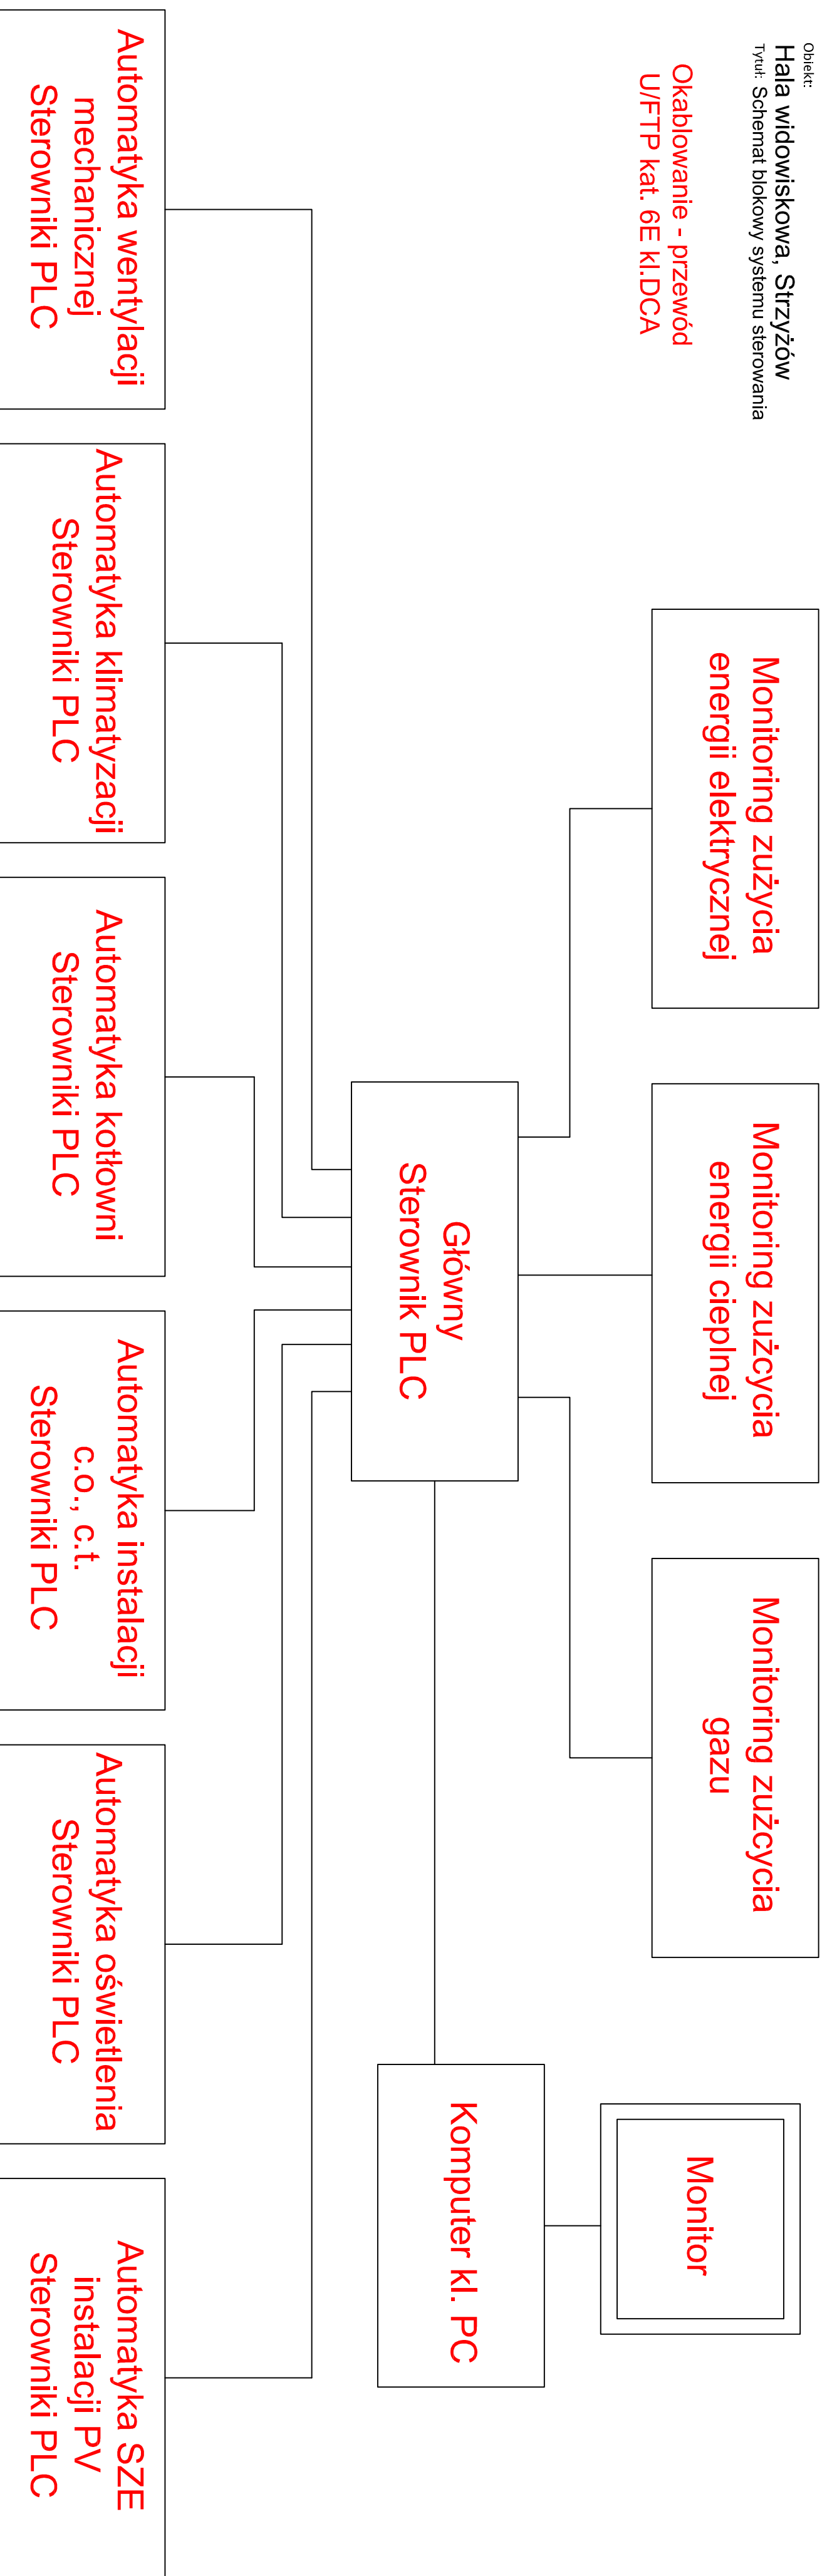 Obiekt:
Hala widowiskowa, Strzyżów
Tytuł: Schemat blokowy systemu sterowania
Okablowanie - przewód
U/FTP kat. 6E kl.DCA
Monitoring zużycia
energii elektrycznej
Monitoring zużcycia
energii cieplnej
Monitoring zużcycia
gazu
Monitor
Główny
Sterownik PLC
Komputer kl. PC
Automatyka wentylacji
mechanicznej
Sterowniki PLC
Automatyka klimatyzacji
Sterowniki PLC
Automatyka kotłowni
Sterowniki PLC
Automatyka instalacji
c.o., c.t.
Sterowniki PLC
Automatyka oświetlenia
Sterowniki PLC
Automatyka SZE
instalacji PV
Sterowniki PLC